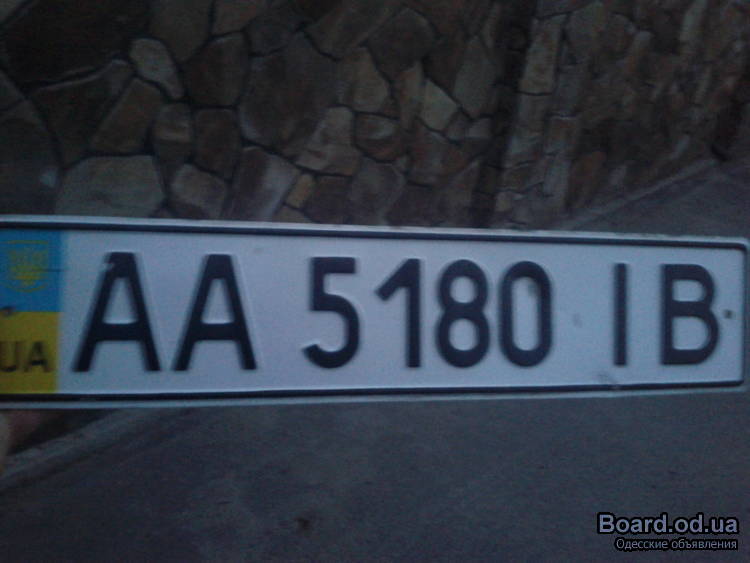 UA
AA 5180 IB
Board.od.ua
Одесские объявления